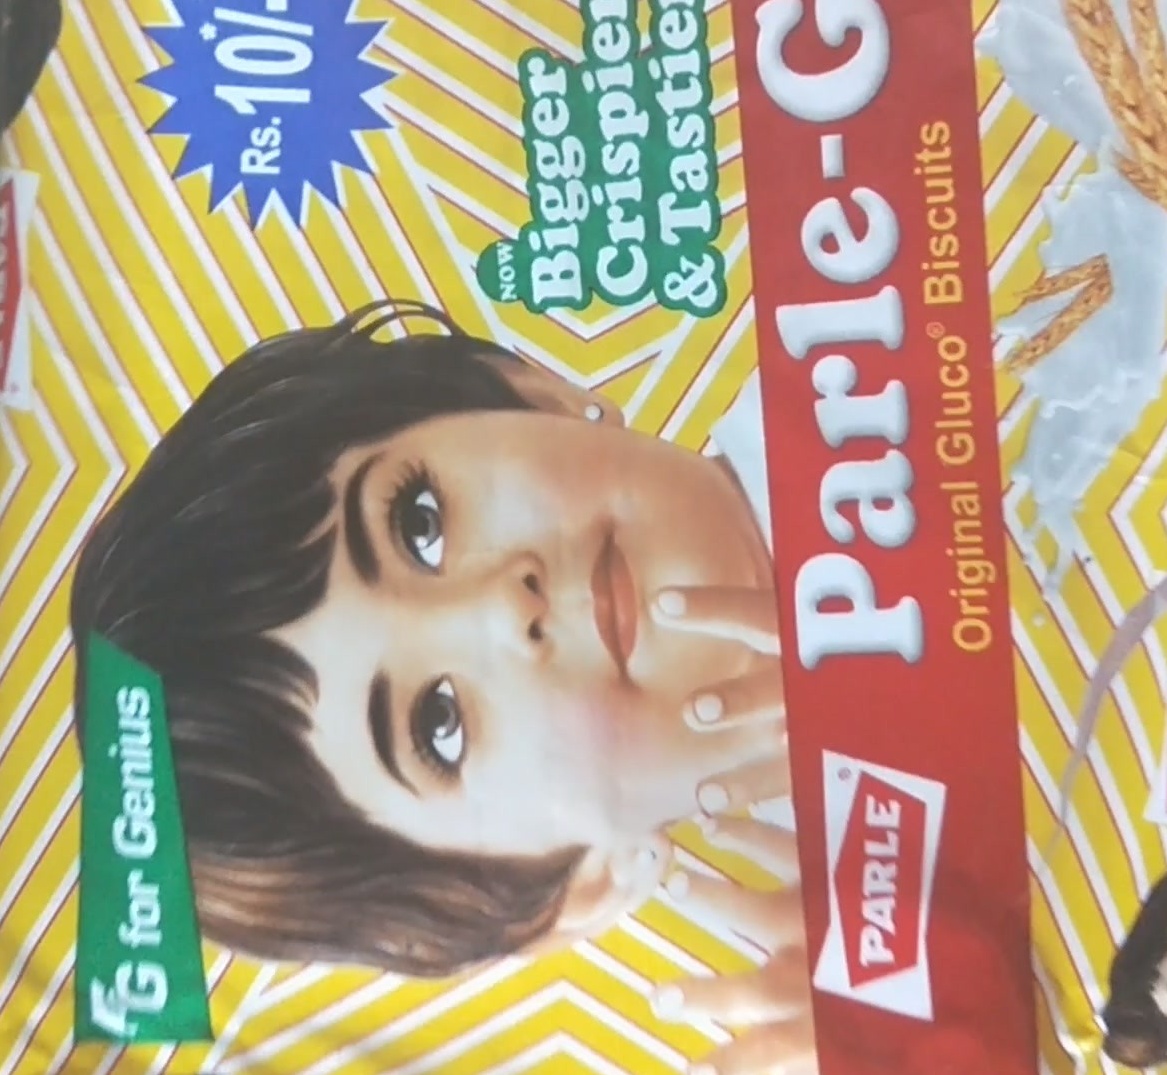 G for Genius
Rs. 10/-*
NOW
Bigger
Crispier
& Tastier
PARLE®
Parle-G
Original Gluco® Biscuits